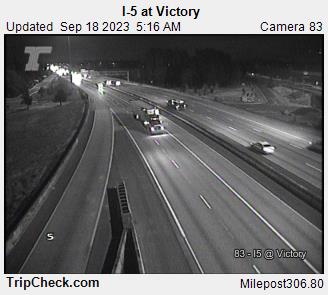 I-5 at Victory
Updated Sep 18 2023 5:16 AM Camera 83
S
83 - I5 @ Victory
TripCheck.com Milepost306.80